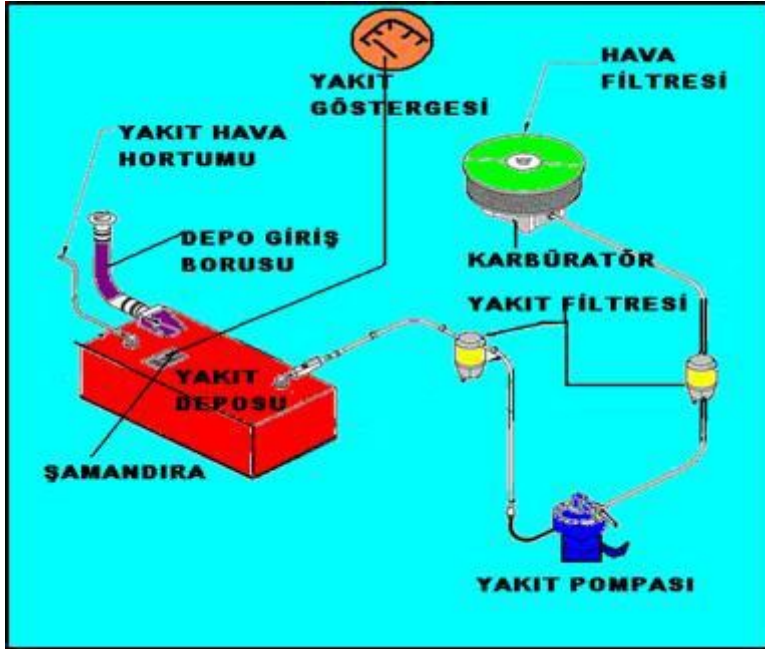 YAKIT
GÖSTERGESİ
HAVA
FİLTRESİ
YAKIT HAVA
HORTUMU
DEPO GİRİŞ
BORUSU
KARBÜRATÖR
YAKIT FİLTRESİ
YAKIT
DEPOSU
ŞAMANDIRA
YAKIT POMPASI